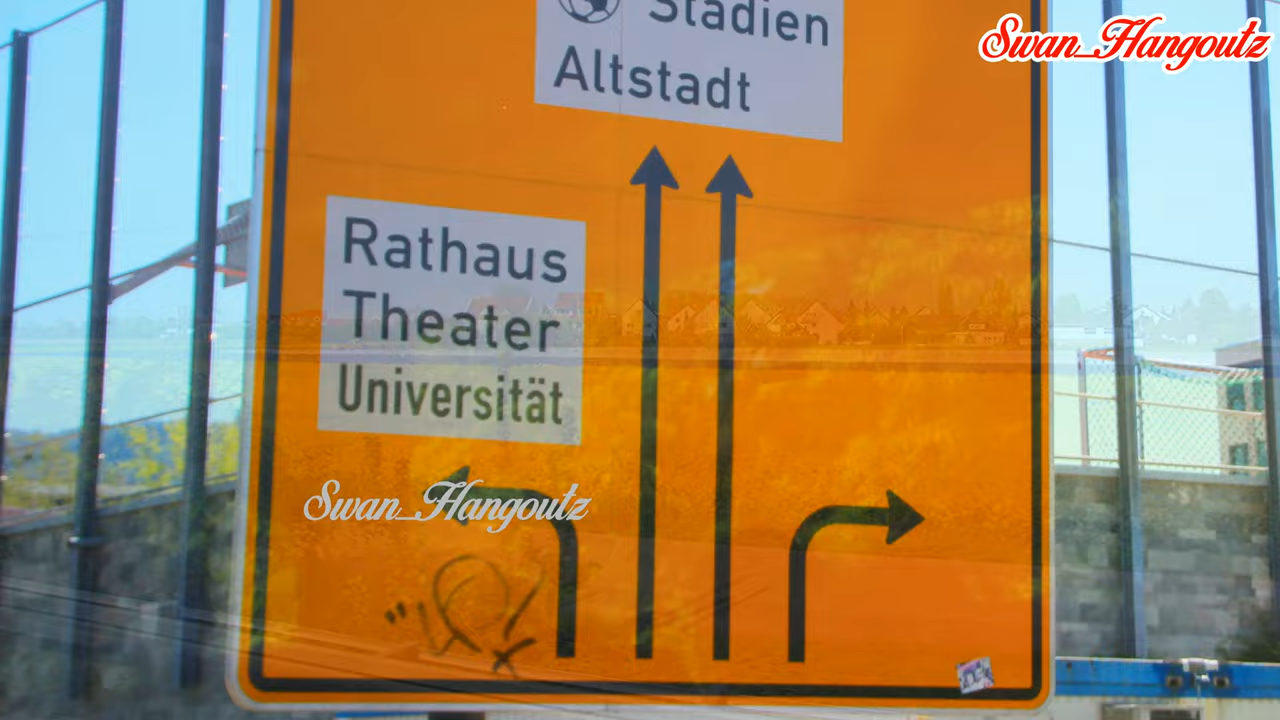 Stadien
Altstadt
Swan_Hangoutz
Rathaus
Theater
Universität
Swan_Hangoutz